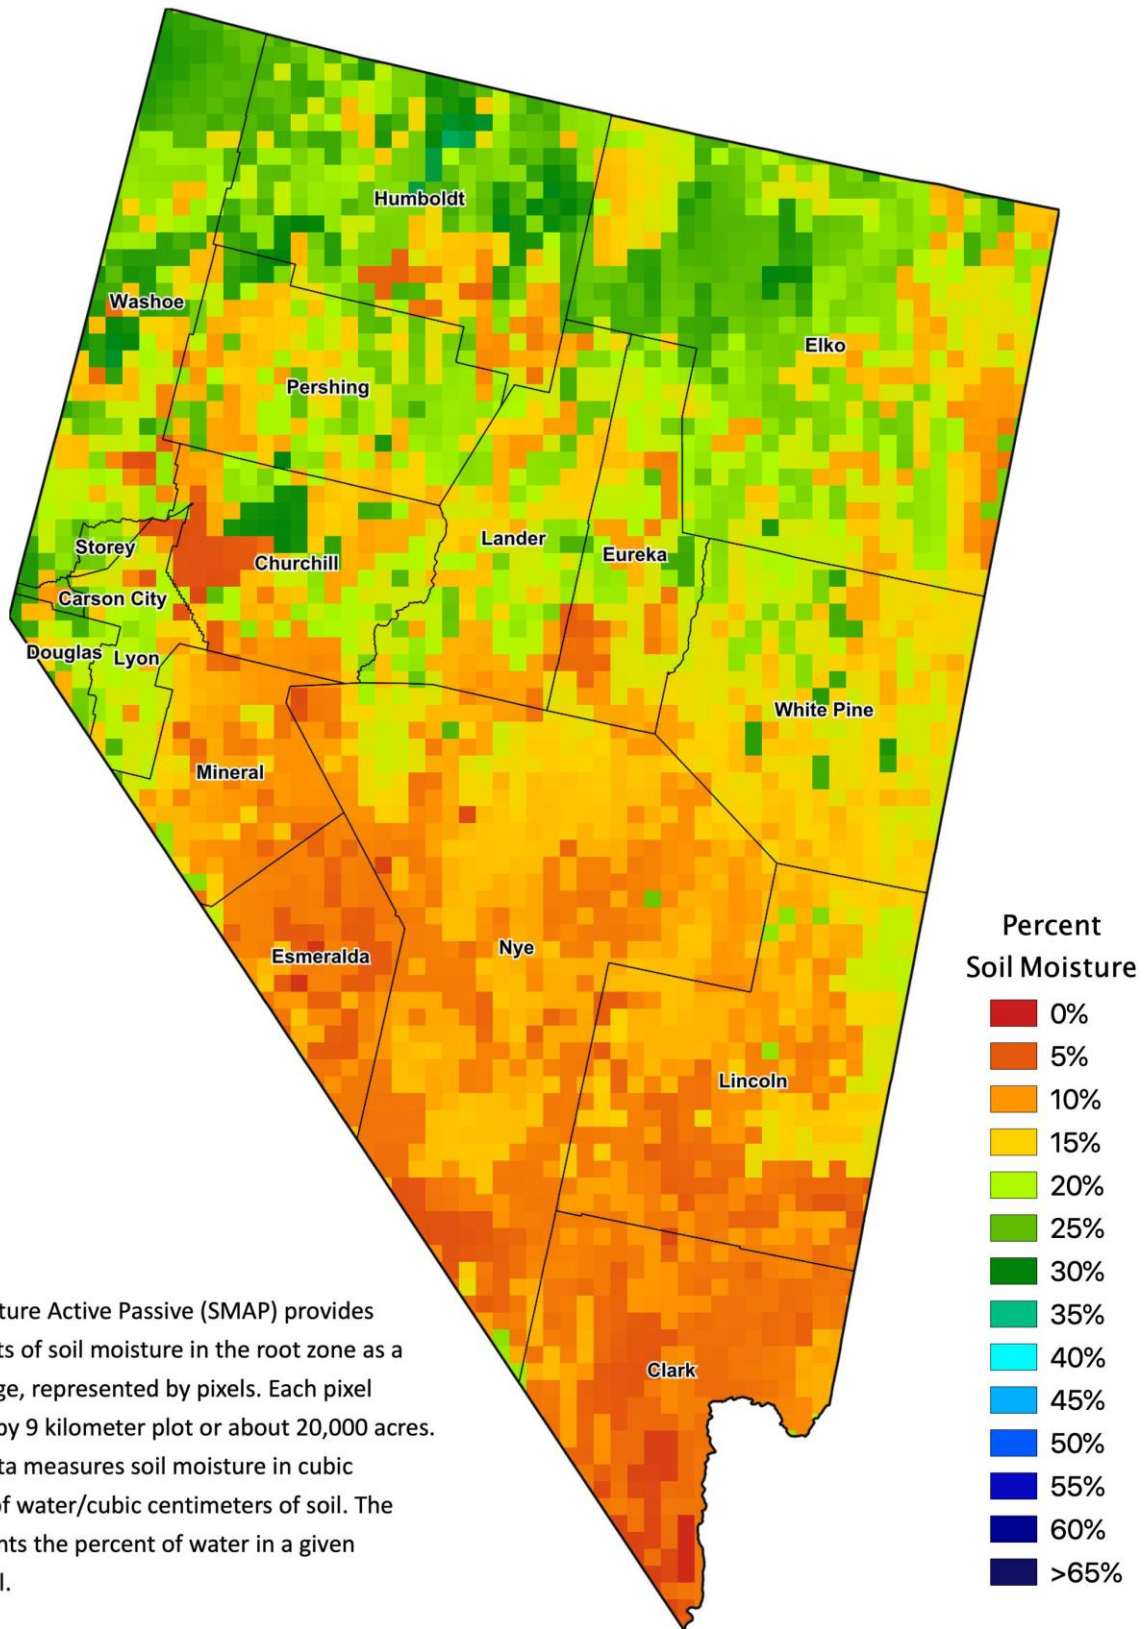 Humboldt
Washoe
Elko
Pershing
Lander
Storey
Eureka
Churchill
Carson City
Douglas
Lyon
White Pine
Mineral
Nye
Esmeralda
Lincoln
Clark
Percent
Soil Moisture
0%
5%
10%
15%
20%
25%
30%
35%
40%
45%
50%
55%
60%
>65%
ture Active Passive (SMAP) provides
ts of soil moisture in the root zone as a
ge, represented by pixels. Each pixel
by 9 kilometer plot or about 20,000 acres.
ta measures soil moisture in cubic
of water/cubic centimeters of soil. The
nts the percent of water in a given
l.